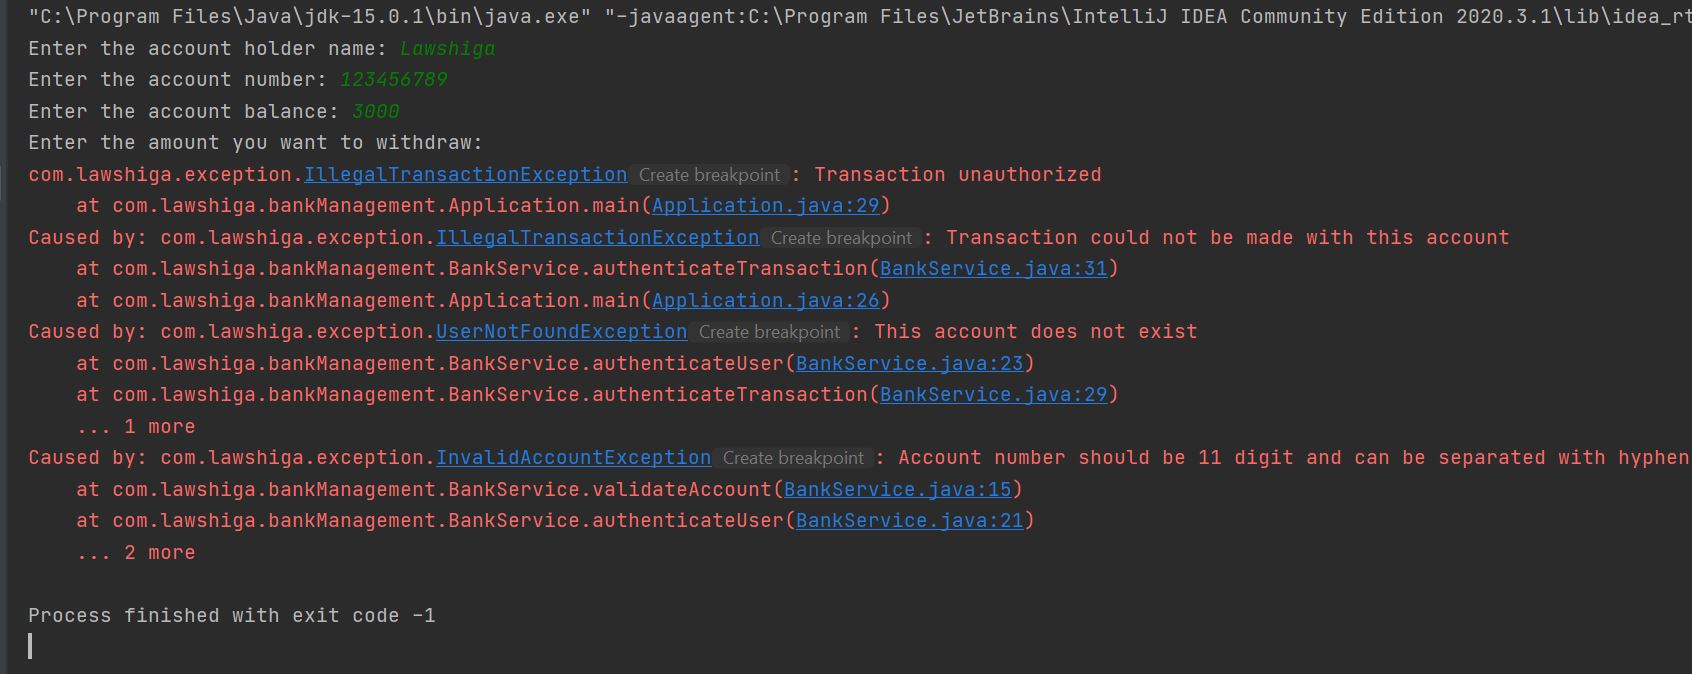 "C:\Program Files\Java\jdk-15.0.1\bin\java.exe" "-javaagent:C:\Program Files\JetBrains\IntelliJ IDEA Community Edition 2020.3.1\lib\idea_rt
Enter the account holder name: Lawshiga
Enter the account number: 123456789
Enter the account balance: 3000
Enter the amount you want to withdraw:
com.lawshiga.exception.IllegalTransactionException Create breakpoint : Transaction unauthorized
at com.lawshiga.bankManagement.Application.main(Application.java:29)
Caused by: com.lawshiga.exception.IllegalTransactionException Create breakpoint : Transaction could not be made with this account
at com.lawshiga.bankManagement.BankService.authenticateTransaction(BankService.java:31)
at com.lawshiga.bankManagement.Application.main(Application.java:26)
Caused by: com.lawshiga.exception.UserNotFoundException Create breakpoint : This account does not exist
at com.lawshiga.bankManagement.BankService.authenticateUser(BankService.java:23)
at com.lawshiga.bankManagement.BankService.authenticateTransaction(BankService.java:29)
... 1 more
Caused by: com.lawshiga.exception.InvalidAccountException Create breakpoint : Account number should be 11 digit and can be separated with hyphen
at com.lawshiga.bankManagement.BankService.validateAccount(BankService.java:15)
at com.lawshiga.bankManagement.BankService.authenticateUser(BankService.java:21)
... 2 more
Process finished with exit code -1